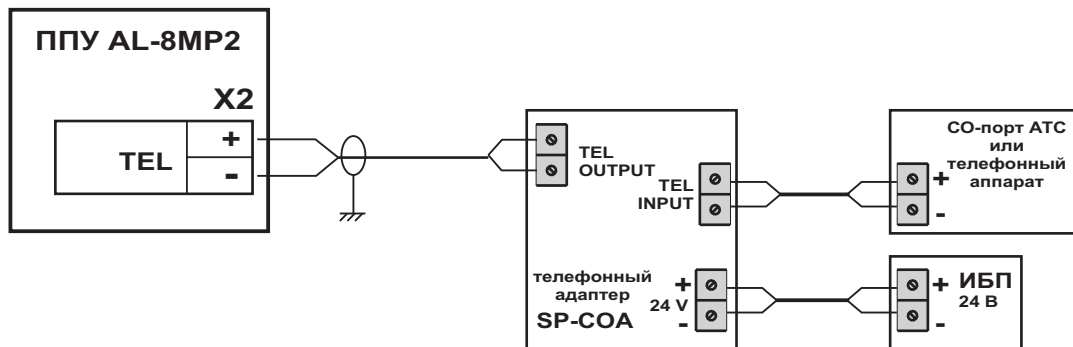 ППУ AL-8MP2
X2
TEL
+
-
TEL
OUTPUT
TEL
INPUT
CO-порт АТС
или
телефонный
аппарат
+
-
телефонный
адаптер
SP-COA
+
24 V
-
+
-
ИБП
24 В